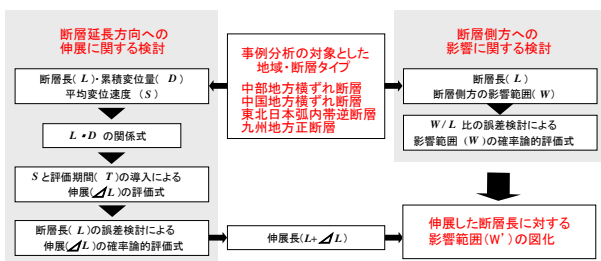 断層延長方向への
伸展に関する検討
断層長(L)・累積変位量(D)
平均変位速度(S)
L・D の関係式
Sと評価期間(T)の導入による
伸展(⊿L)の評価式
断層長(L)の誤差検討による
伸展(⊿L)の確率論的評価式
事例分析の対象とした
地域・断層タイプ
中部地方横ずれ断層
中国地方横ずれ断層
東北日本弧内帯逆断層
九州地方正断層
伸展長(L+⊿L)
断層側方への
影響に関する検討
断層長(L)
断層側方の影響範囲(W)
W/L 比の誤差検討による
影響範囲(W)の確率論的評価式
伸展した断層長に対する
影響範囲(W')の図化